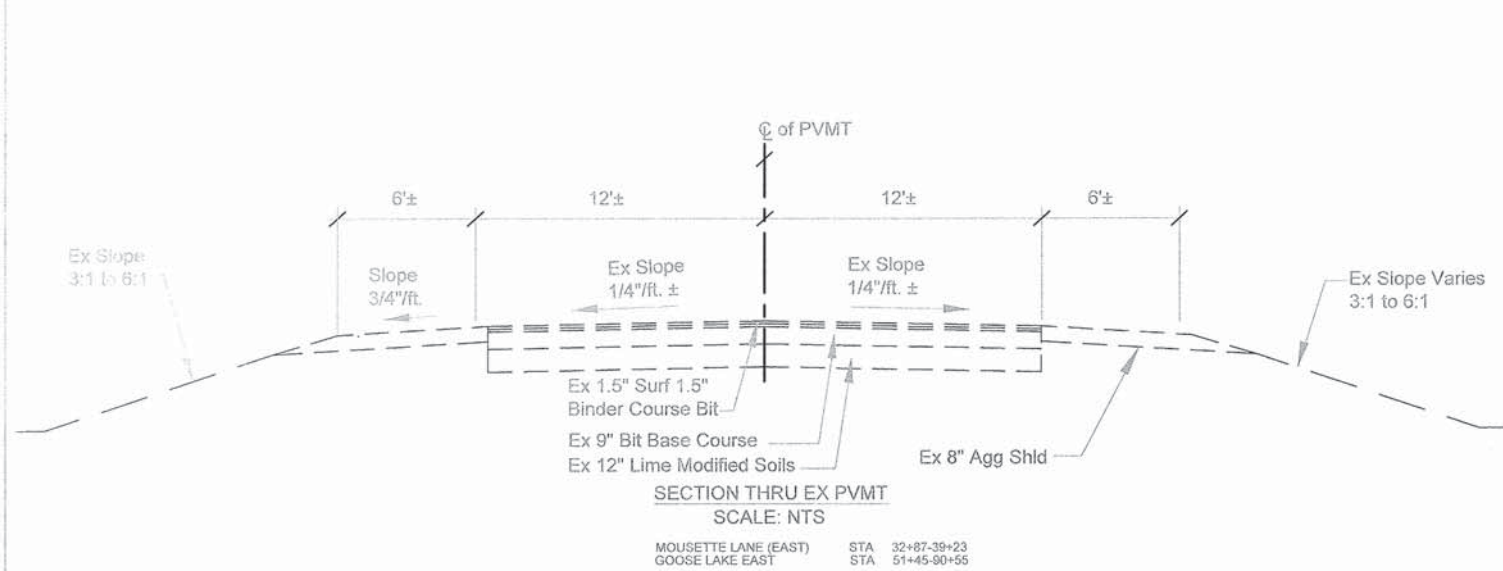 ℄ of PVMT
6'± 12'± 12'± 6'±
Ex Slope
3:1 to 6:1
Slope
3/4"/ft.
Ex Slope
1/4"/ft. ±
Ex Slope
1/4"/ft. ±
Ex Slope Varies
3:1 to 6:1
Ex 1.5" Surf 1.5"
Binder Course Bit
Ex 9" Bit Base Course
Ex 12" Lime Modified Soils
Ex 8" Agg Shld
SECTION THRU EX PVMT
SCALE: NTS
MOUSETTE LANE (EAST) STA 32+87-39+23
GOOSE LAKE EAST STA 51+45-90+55